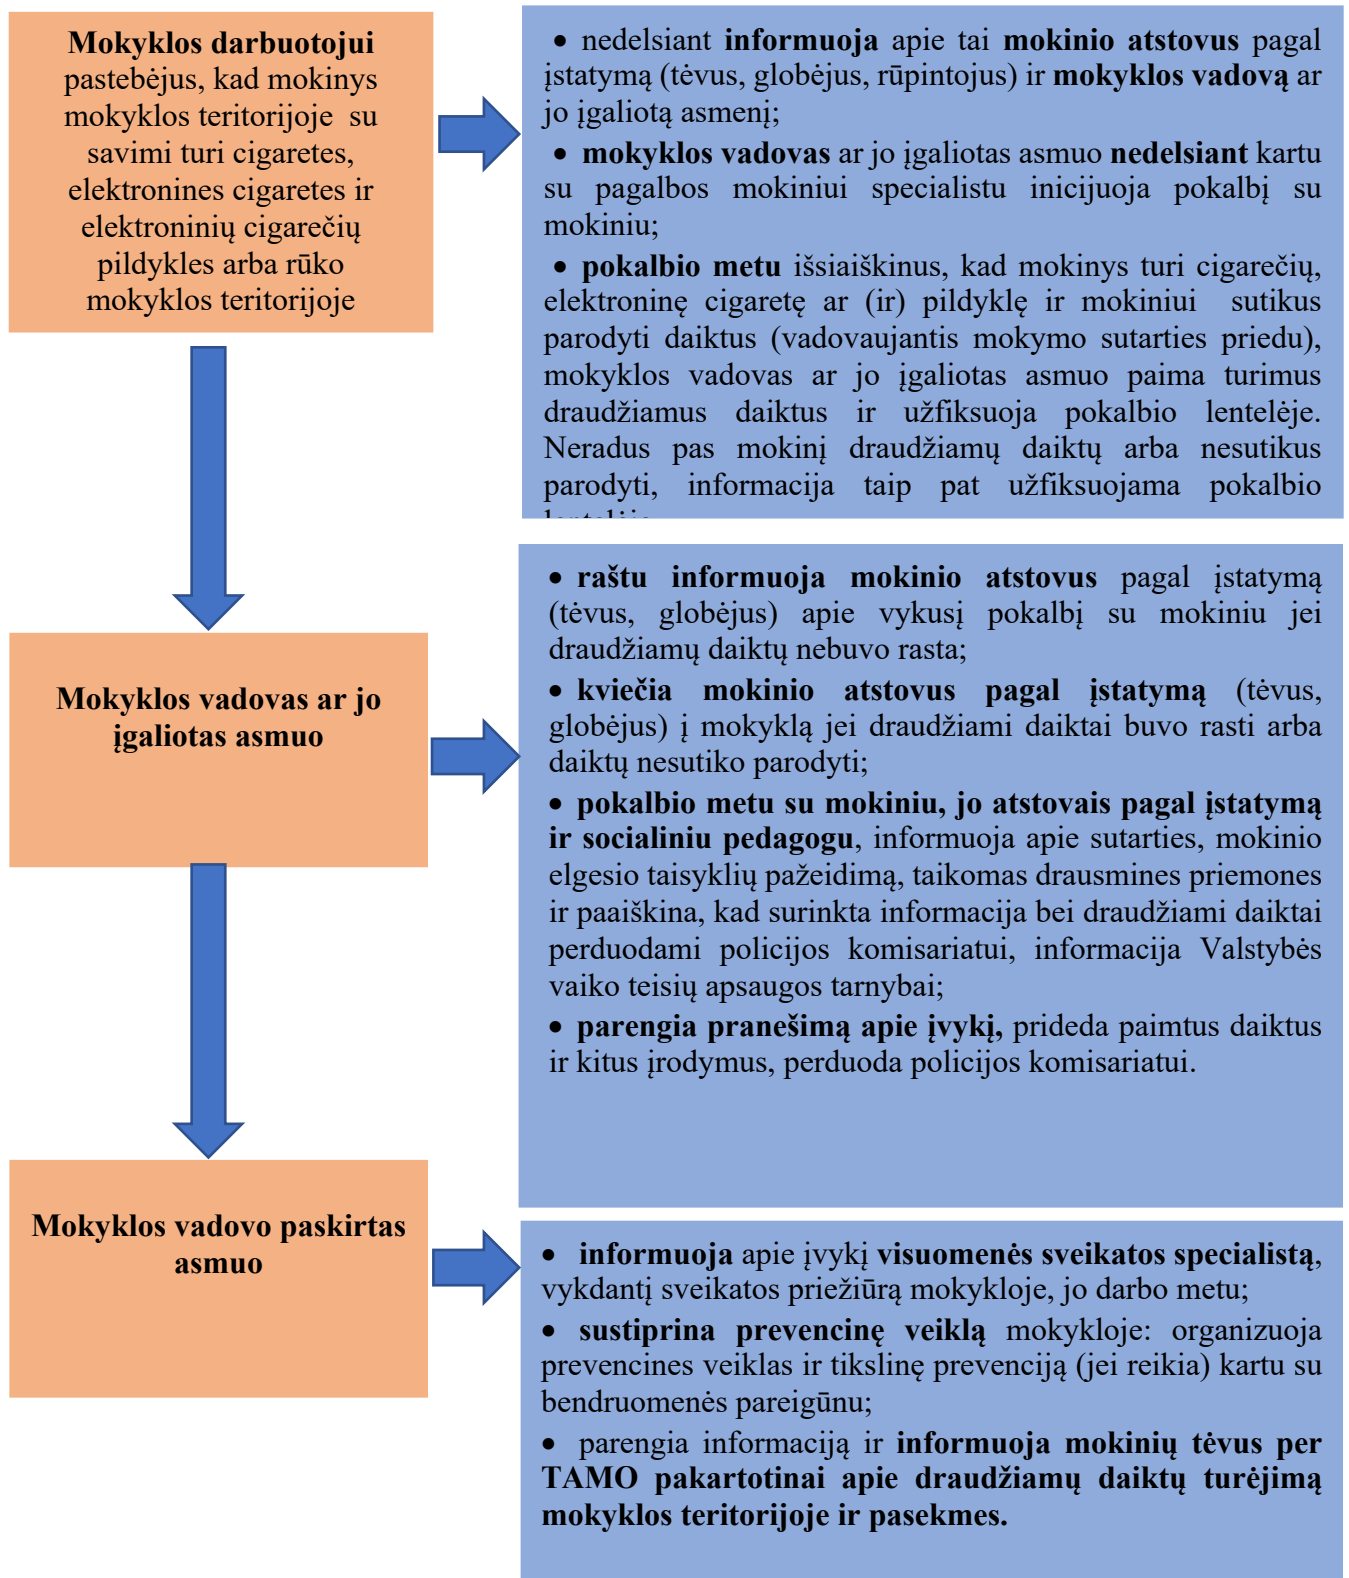 Mokyklos darbuotojui
pastebėjus, kad mokinys
mokyklos teritorijoje su
savimi turi cigaretes,
elektronines cigaretes ir
elektroninių cigarečių
pildykles arba rūko
mokyklos teritorijoje
• nedelsiant informuoja apie tai mokinio atstovus pagal
įstatymą (tėvus, globėjus, rūpintojus) ir mokyklos vadovą ar
jo įgaliotą asmenį;
• mokyklos vadovas ar jo įgaliotas asmuo nedelsiant kartu
su pagalbos mokiniui specialistu inicijuoja pokalbį su
mokiniu;
• pokalbio metu išsiaiškinus, kad mokinys turi cigarečių,
elektroninę cigaretę ar (ir) pildyklę ir mokiniui sutikus
parodyti daiktus (vadovaujantis mokymo sutarties priedu),
mokyklos vadovas ar jo įgaliotas asmuo paima turimus
draudžiamus daiktus ir užfiksuoja pokalbio lentelėje.
Neradus pas mokinį draudžiamų daiktų arba nesutikus
parodyti, informacija taip pat užfiksuojama pokalbio
Mokyklos vadovas ar jo
įgaliotas asmuo
• raštu informuoja mokinio atstovus pagal įstatymą
(tėvus, globėjus) apie vykusį pokalbį su mokiniu jei
draudžiamų daiktų nebuvo rasta;
• kviečia mokinio atstovus pagal įstatymą (tėvus,
globėjus) į mokyklą jei draudžiami daiktai buvo rasti arba
daiktų nesutiko parodyti;
• pokalbio metu su mokiniu, jo atstovais pagal įstatymą
ir socialiniu pedagogu, informuoja apie sutarties, mokinio
elgesio taisyklių pažeidimą, taikomas drausmines priemones
ir paaiškina, kad surinkta informacija bei draudžiami daiktai
perduodami policijos komisariatui, informacija Valstybės
vaiko teisių apsaugos tarnybai;
• parengia pranešimą apie įvykį, prideda paimtus daiktus
ir kitus įrodymus, perduoda policijos komisariatui.
Mokyklos vadovo paskirtas
asmuo
• informuoja apie įvykį visuomenės sveikatos specialistą,
vykdantį sveikatos priežiūrą mokykloje, jo darbo metu;
• sustiprina prevencinę veiklą mokykloje: organizuoja
prevencines veiklas ir tikslinę prevenciją (jei reikia) kartu su
bendruomenės pareigūnu;
• parengia informaciją ir informuoja mokinių tėvus per
TAMO pakartotinai apie draudžiamų daiktų turėjimą
mokyklos teritorijoje ir pasekmes.